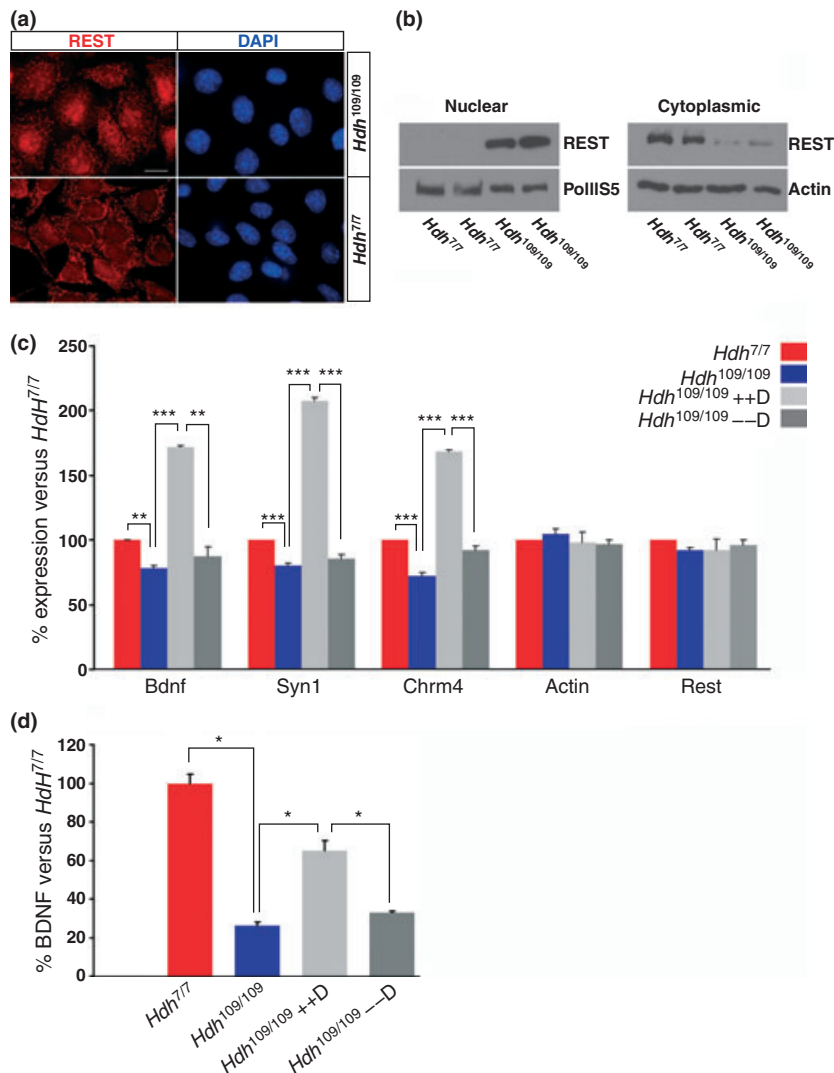 (a)
REST DAPI
Hdh109/109
Hdh7/7
(b)
Nuclear Cytoplasmic
REST REST
PolIIS5 Actin
Hdh7/7 Hdh7/7 Hdh109/109 Hdh109/109 Hdh7/7 Hdh7/7 Hdh109/109 Hdh109/109
(c)
% expression versus HdH7/7
250
200
150
100
50
0
Hdh7/7
Hdh109/109
Hdh109/109 ++D
Hdh109/109 −−D
*** *** *** *** ***
*** **
** *** ***
Bdnf Syn1 Chrm4 Actin Rest
(d)
% BDNF versus HdH7/7
120
100
80
60
40
20
0
*
* *
Hdh7/7 Hdh109/109 Hdh109/109 ++D Hdh109/109 −−D